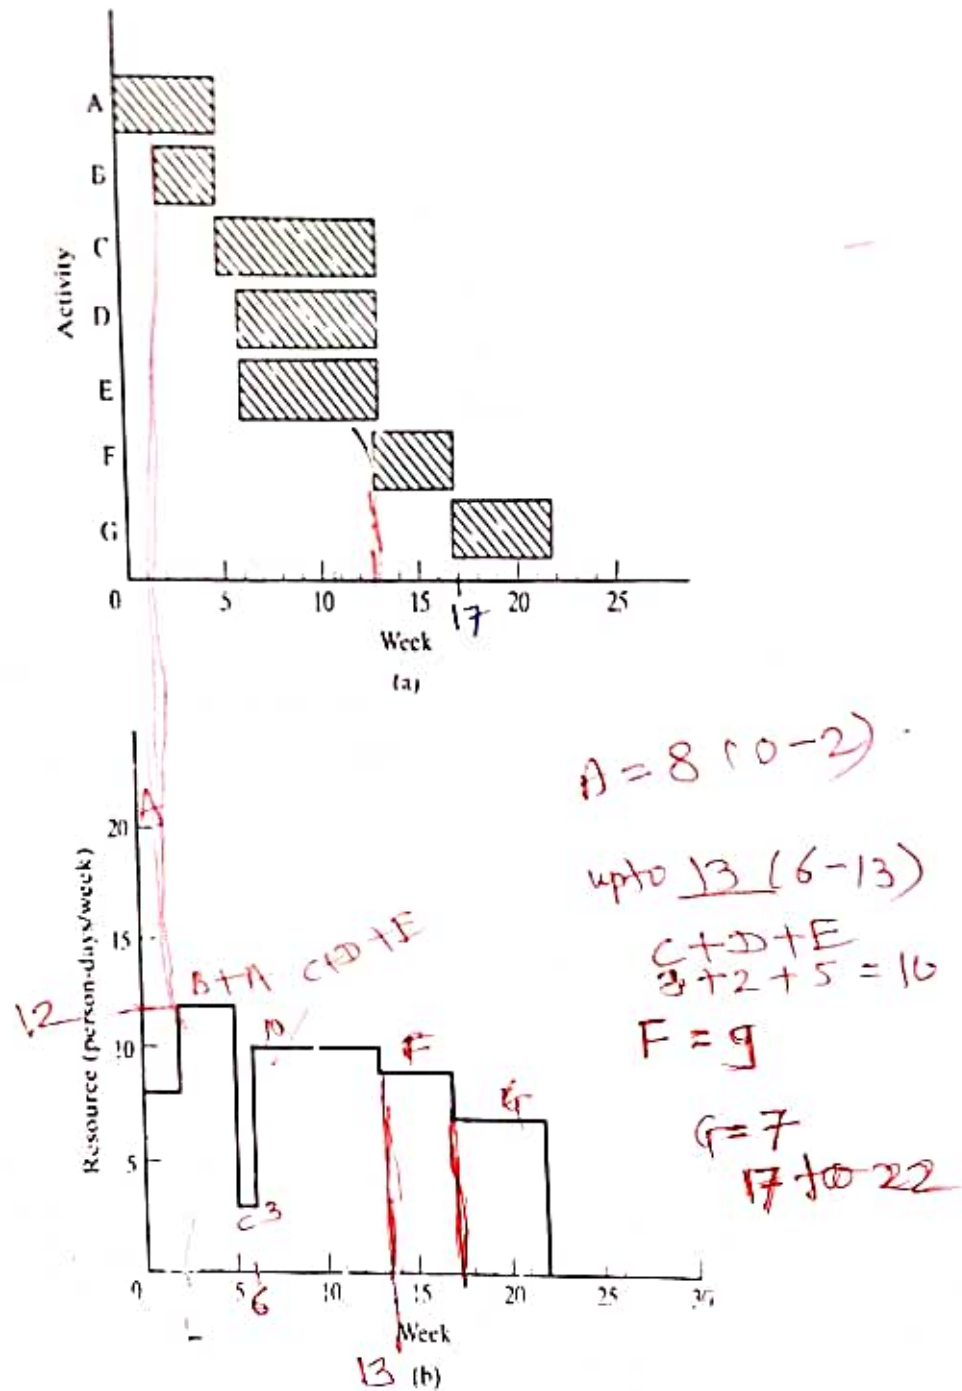 A
B
C
D
E
F
G
Activity
0 5 10 15 20 25
17
Week
(a)
A = 8 (0-2)
A
20
15
10
5
Resource (person-days/week)
12
B+A C+D+E
F
G
C 3
upto 13 (6-13)
C+D+E
3+2+5 = 10
F = 9
G=7
17 to 22
0 5 10 15 20 25 30
6
13
Week
(b)